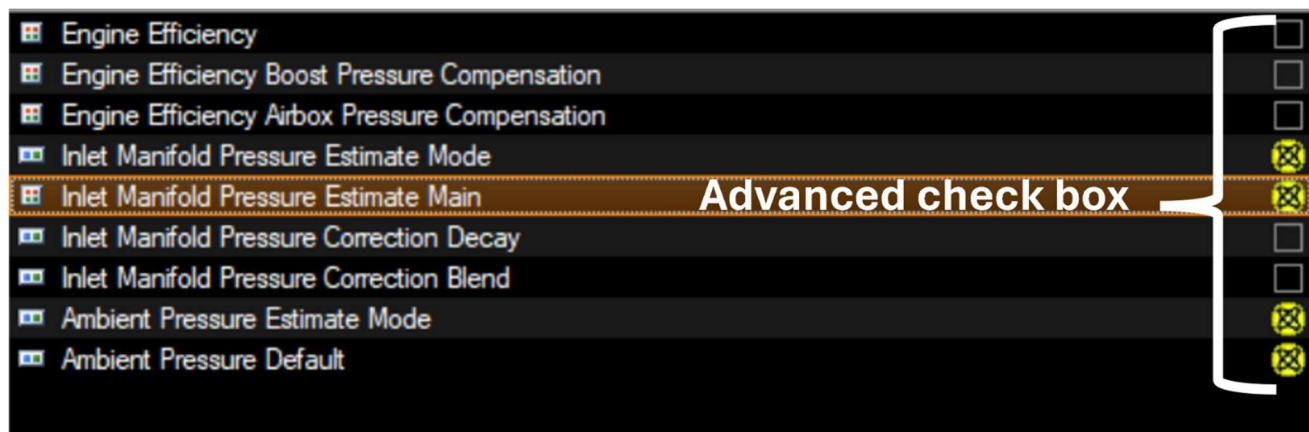 Engine Efficiency
Engine Efficiency Boost Pressure Compensation
Engine Efficiency Airbox Pressure Compensation
Inlet Manifold Pressure Estimate Mode
Inlet Manifold Pressure Estimate Main
Advanced check box
Inlet Manifold Pressure Correction Decay
Inlet Manifold Pressure Correction Blend
Ambient Pressure Estimate Mode
Ambient Pressure Default